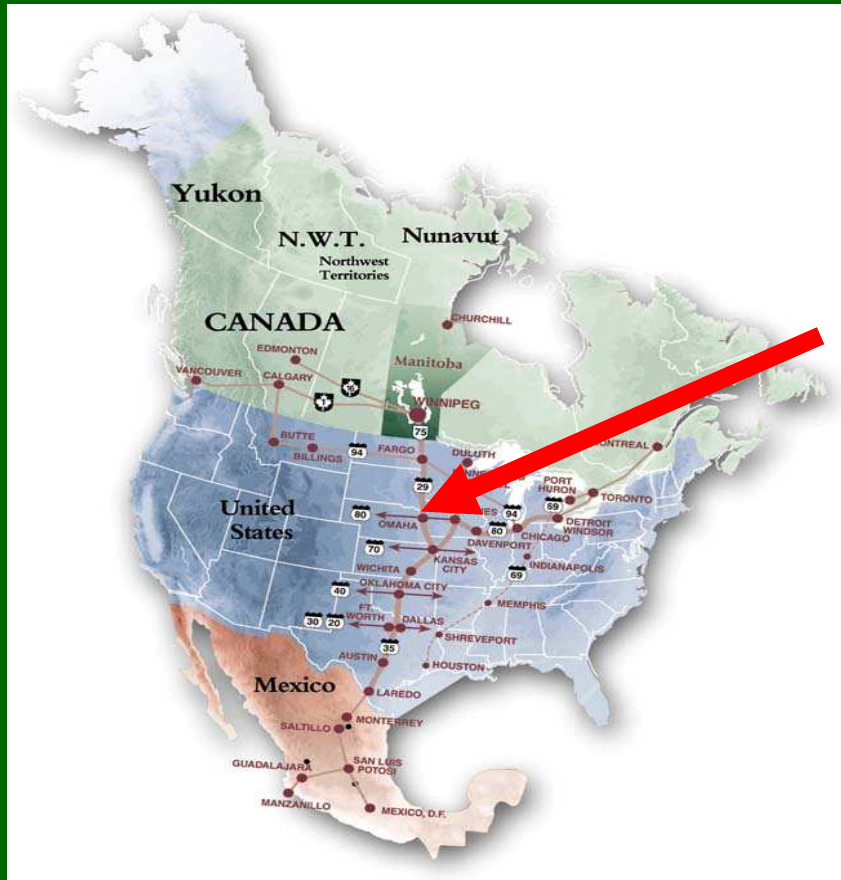 Yukon
N.W.T.
Northwest
Territories
Nunavut
CANADA
CHURCHILL
EDMONTON
Manitoba
VANCOUVER
CALGARY
16
1
WINNIPEG
75
BUTTE
BILLINGS
94
FARGO
DULUTH
29
PORT
HURON
TORONTO
United
States
80
OMAHA
94
69
DETROIT
WINDSOR
80
CHICAGO
DAVENPORT
70
KANSAS
CITY
INDIANAPOLIS
WICHITA
69
40
OKLAHOMA CITY
MEMPHIS
FT.
WORTH
30
20
DALLAS
SHREVEPORT
35
AUSTIN
HOUSTON
Mexico
LAREDO
MONTERREY
SALTILLO
GUADALAJARA
SAN LUIS
POTOSI
MANZANILLO
MEXICO, D.F.